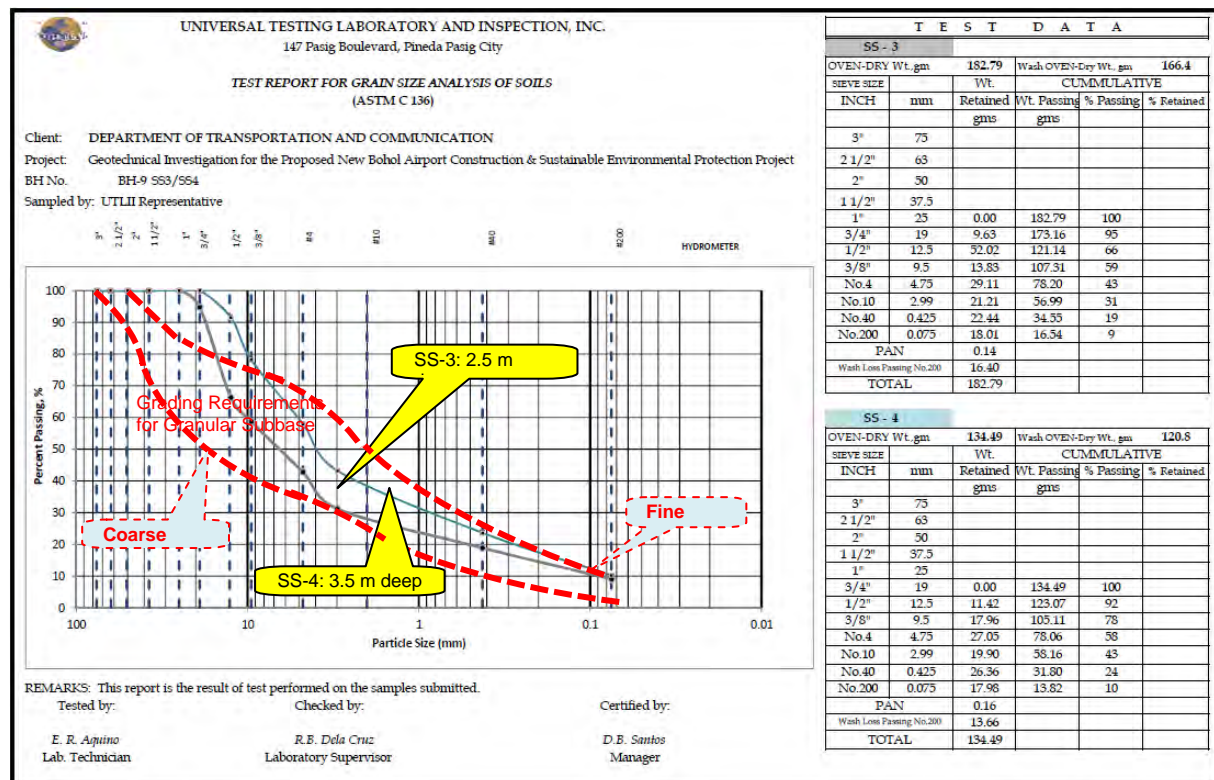 UNIVERSAL TESTING LABORATORY AND INSPECTION, INC.
147 Pasig Boulevard, Pineda Pasig City
TEST REPORT FOR GRAIN SIZE ANALYSIS OF SOILS
(ASTM C 136)
Client: DEPARTMENT OF TRANSPORTATION AND COMMUNICATION
Project: Geotechnical Investigation for the Proposed New Bohol Airport Construction & Sustainable Environmental Protection Project
BH No. BH-9 SS3/SS4
Sampled by: UTLII Representative
3" 2 1/2" 2" 1 1/2" 1" 3/4" 1/2" 3/8" #4 #10 #40 #200 HYDROMETER
Percent Passing, %
100
90
80
70
60
50
40
30
20
10
0
SS-3: 2.5 m
Grading Requirements
for Granular Subbase
Coarse
Fine
SS-4: 3.5 m deep
100 10 1 0.1 0.01
Particle Size (mm)
REMARKS: This report is the result of test performed on the samples submitted.
Tested by: Checked by: Certified by:
E. R. Aquino R.B. Dela Cruz D.B. Santos
Lab. Technician Laboratory Supervisor Manager
T E S T D A T A
SS - 3
OVEN-DRY Wt.,gm 182.79 Wash OVEN-Dry Wt., gm 166.4
SIEVE SIZE Wt. CUMMULATIVE
INCH mm Retained Wt. Passing % Passing % Retained
gms gms
3" 75
2 1/2" 63
2" 50
1 1/2" 37.5
1" 25 0.00 182.79 100
3/4" 19 9.63 173.16 95
1/2" 12.5 52.02 121.14 66
3/8" 9.5 13.83 107.31 59
No.4 4.75 29.11 78.20 43
No.10 2.99 21.21 56.99 31
No.40 0.425 22.44 34.55 19
No.200 0.075 18.01 16.54 9
PAN 0.14
Wash Loss Passing No.200 16.40
TOTAL 182.79
SS - 4
OVEN-DRY Wt.,gm 134.49 Wash OVEN-Dry Wt., gm 120.8
SIEVE SIZE Wt. CUMMULATIVE
INCH mm Retained Wt. Passing % Passing % Retained
gms gms
3" 75
2 1/2" 63
2" 50
1 1/2" 37.5
1" 25
3/4" 19 0.00 134.49 100
1/2" 12.5 11.42 123.07 92
3/8" 9.5 17.96 105.11 78
No.4 4.75 27.05 78.06 58
No.10 2.99 19.90 58.16 43
No.40 0.425 26.36 31.80 24
No.200 0.075 17.98 13.82 10
PAN 0.16
Wash Loss Passing No.200 13.66
TOTAL 134.49